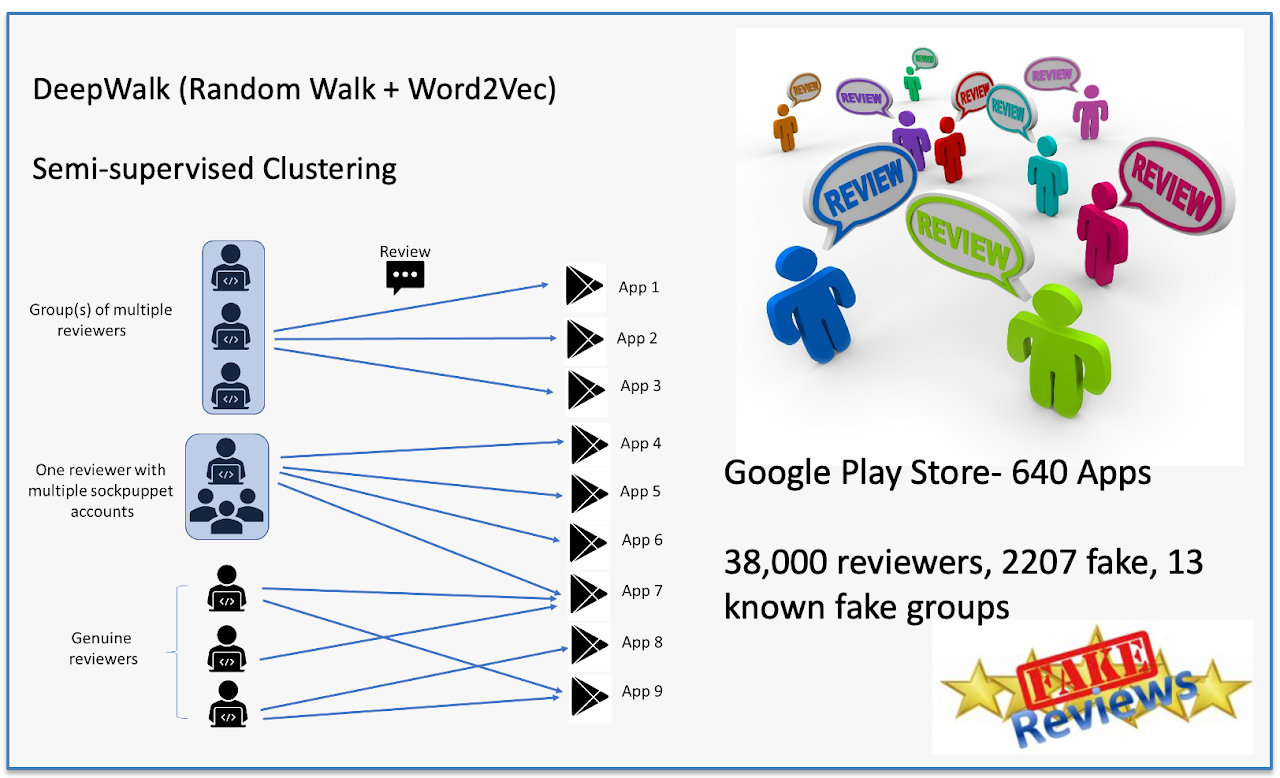 DeepWalk (Random Walk + Word2Vec)
Semi-supervised Clustering
Review
Group(s) of multiple
reviewers
App 1
App 2
App 3
One reviewer with
multiple sockpuppet
accounts
App 4
App 5
App 6
Genuine
reviewers
App 7
App 8
App 9
REVIEW
REVIEW
REVIEW
REVIEW
REVIEW
REVIEW
REVIEW
REVIEW
REVIEW
Google Play Store- 640 Apps
38,000 reviewers, 2207 fake, 13
known fake groups
FAKE
Reviews